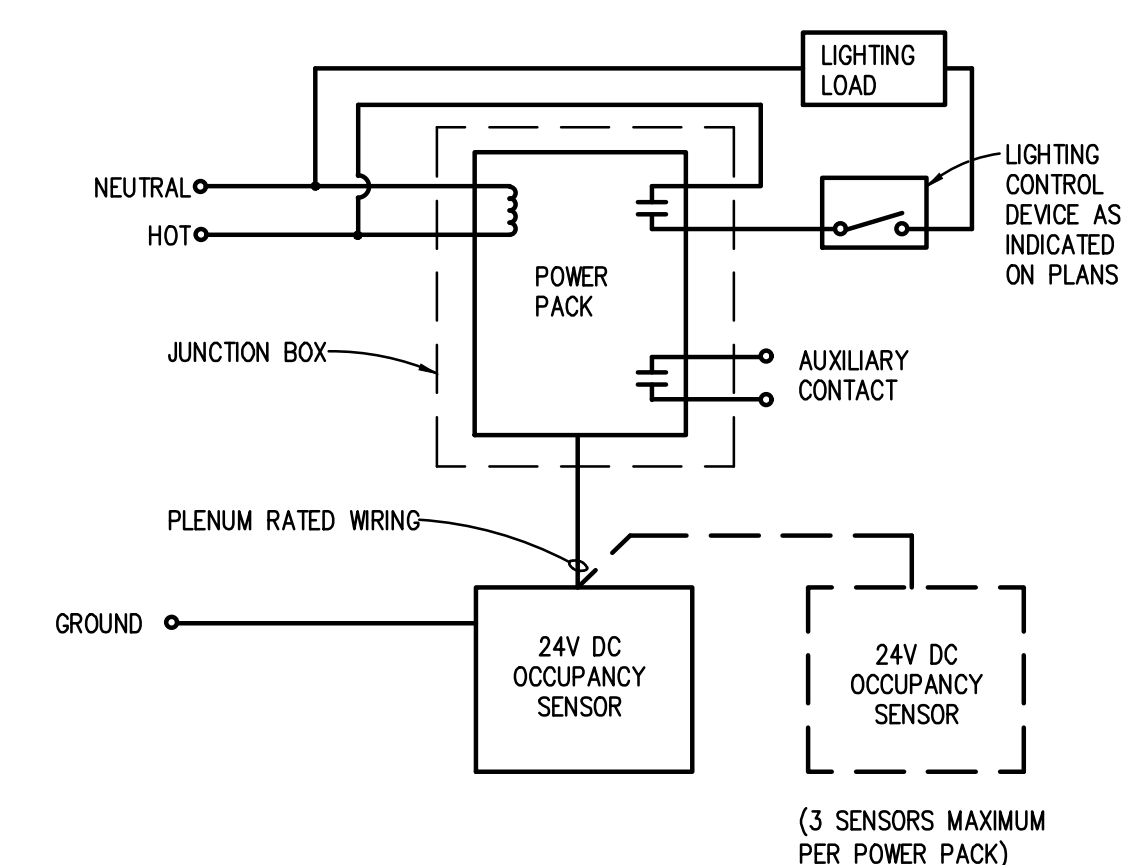 LIGHTING
LOAD
LIGHTING
CONTROL
DEVICE AS
INDICATED
ON PLANS
NEUTRAL
HOT
POWER
PACK
JUNCTION BOX
AUXILIARY
CONTACT
PLENUM RATED WIRING
GROUND
24V DC
OCCUPANCY
SENSOR
24V DC
OCCUPANCY
SENSOR
(3 SENSORS MAXIMUM
PER POWER PACK)